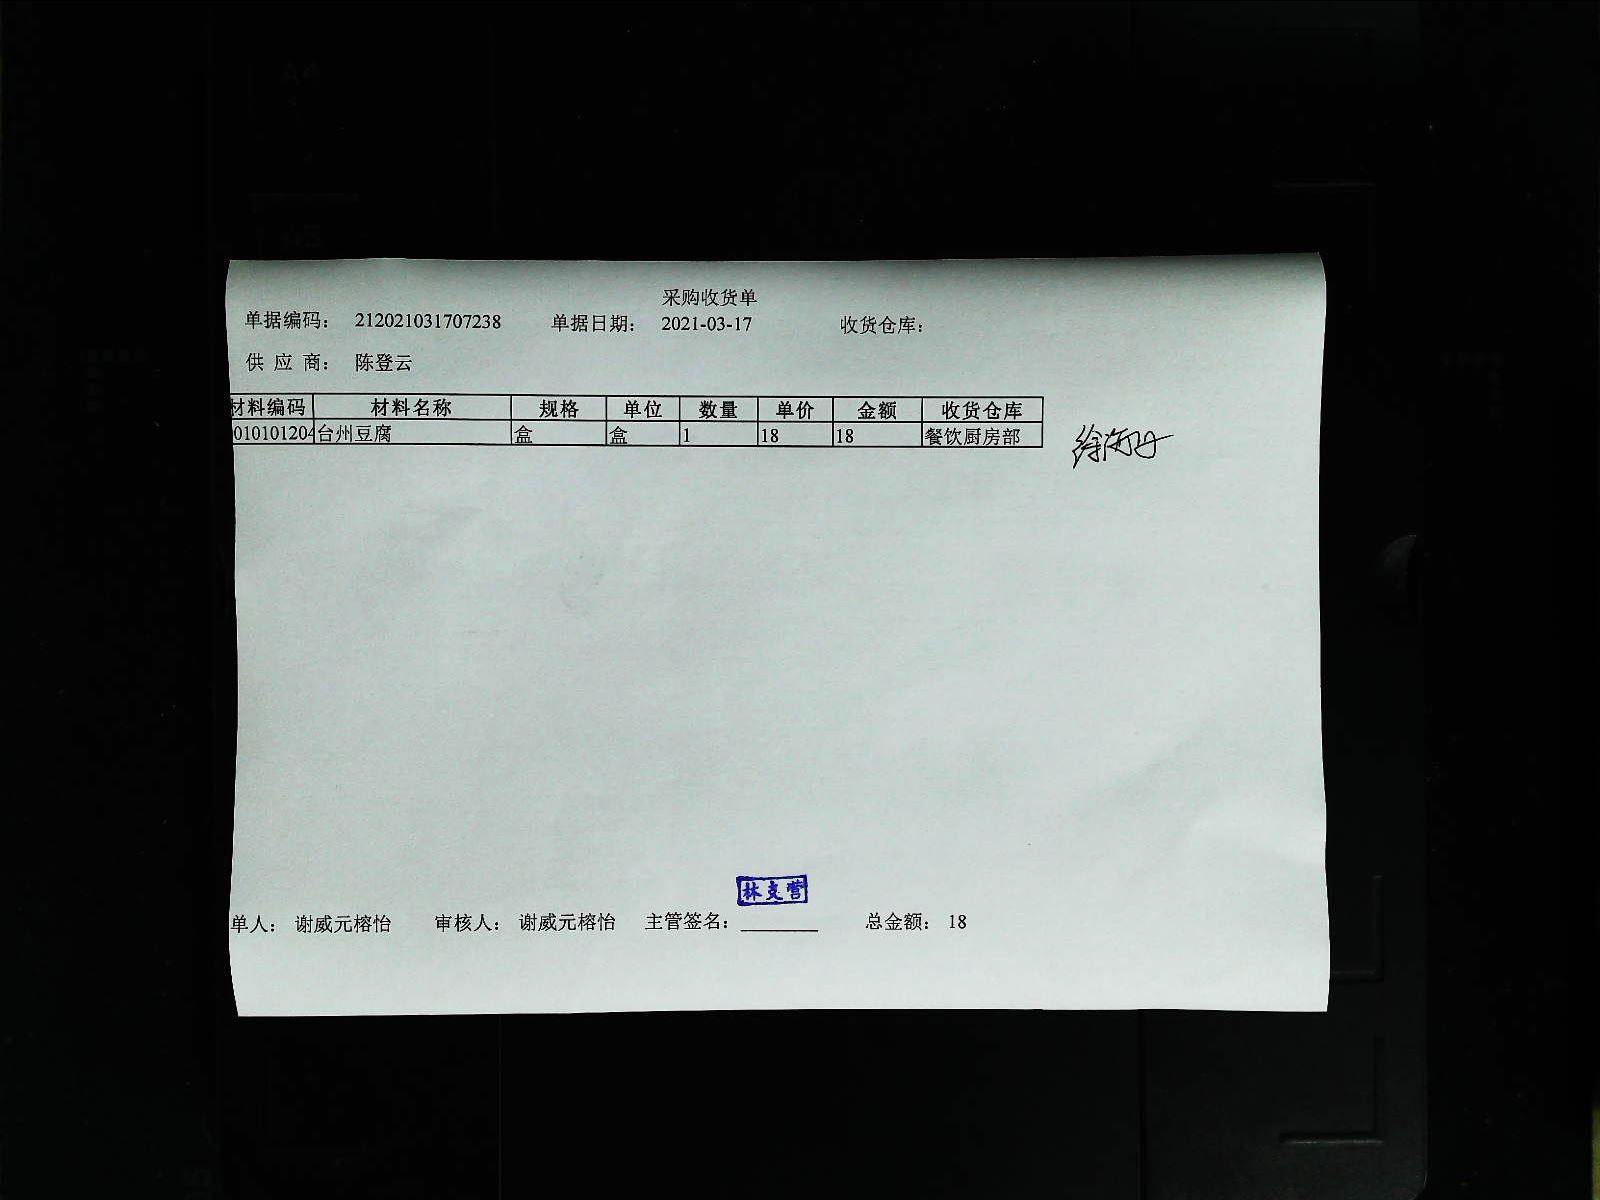 采购收货单
单据编码： 212021031707238 单据日期： 2021-03-17 收货仓库：
供 应 商： 陈登云
材料编码 材料名称 规格 单位 数量 单价 金额 收货仓库
010101204 台州豆腐 盒 盒 1 18 18 餐饮厨房部
单人： 谢威元榕怡 审核人： 谢威元榕怡 主管签名： 总金额： 18